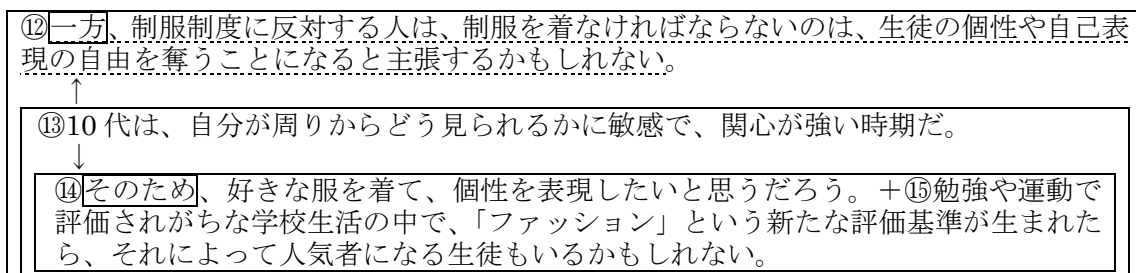 ⑫一方、制服制度に反対する人は、制服を着なければならないのは、生徒の個性や自己表
現の自由を奪うことになると主張するかもしれない。
↑
⑬10 代は、自分が周りからどう見られるかに敏感で、関心が強い時期だ。
↓
⑭そのため、好きな服を着て、個性を表現したいと思うだろう。＋⑮勉強や運動で
評価されがちな学校生活の中で、「ファッション」という新たな評価基準が生まれた
ら、それによって人気者になる生徒もいるかもしれない。